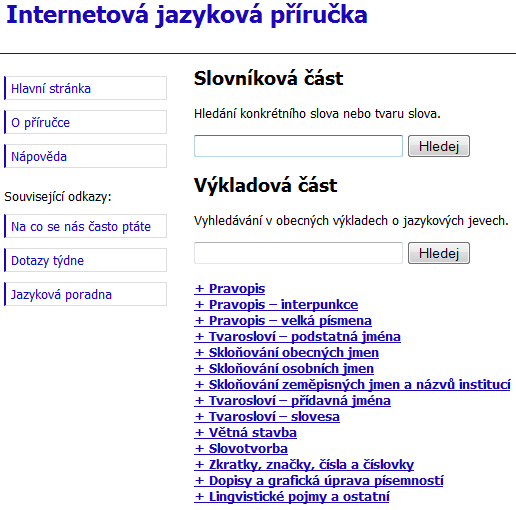 Internetová jazyková příručka
Hlavní stránka
O příručce
Nápověda
Související odkazy:
Na co se nás často ptáte
Dotazy týdne
Jazyková poradna
Slovníková část
Hledání konkrétního slova nebo tvaru slova.
Hledej
Výkladová část
Vyhledávání v obecných výkladech o jazykových jevech.
Hledej
+ Pravopis
+ Pravopis – interpunkce
+ Pravopis – velká písmena
+ Tvarosloví – podstatná jména
+ Skloňování obecných jmen
+ Skloňování osobních jmen
+ Skloňování zeměpisných jmen a názvů institucí
+ Tvarosloví – přídavná jména
+ Tvarosloví – slovesa
+ Větná stavba
+ Slovotvorba
+ Zkratky, značky, čísla a číslovky
+ Dopisy a grafická úprava písemností
+ Lingvistické pojmy a ostatní